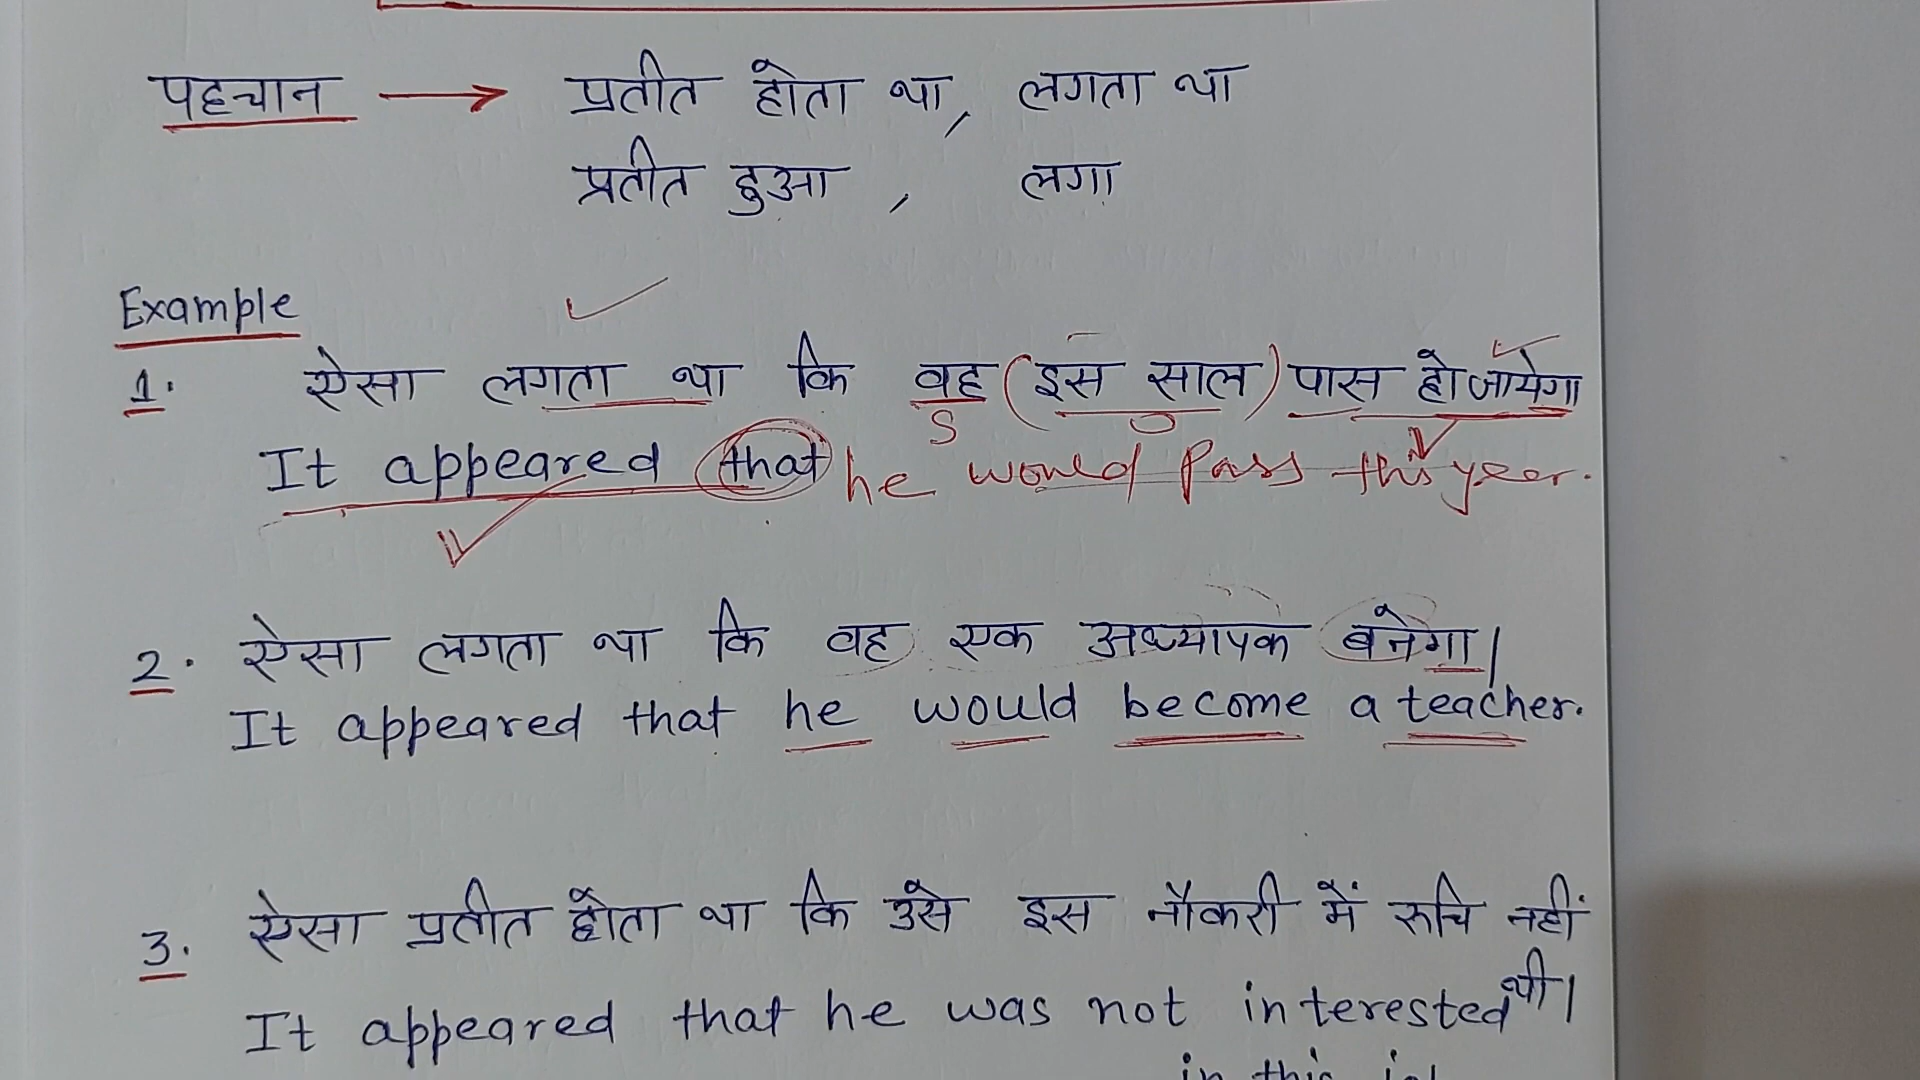 पहचान → प्रतीत होता था, लगता था
प्रतीत हुआ , लगा
Example
1. ऐसा लगता था कि वह (इस साल) पास हो जायेगा
S O V
It appeared that he would pass this year.
2. ऐसा लगता था कि वह एक अध्यापक बनेगा।
It appeared that he would become a teacher.
3. ऐसा प्रतीत होता था कि उसे इस नौकरी में रुचि नहीं
थी।
It appeared that he was not interested
in this